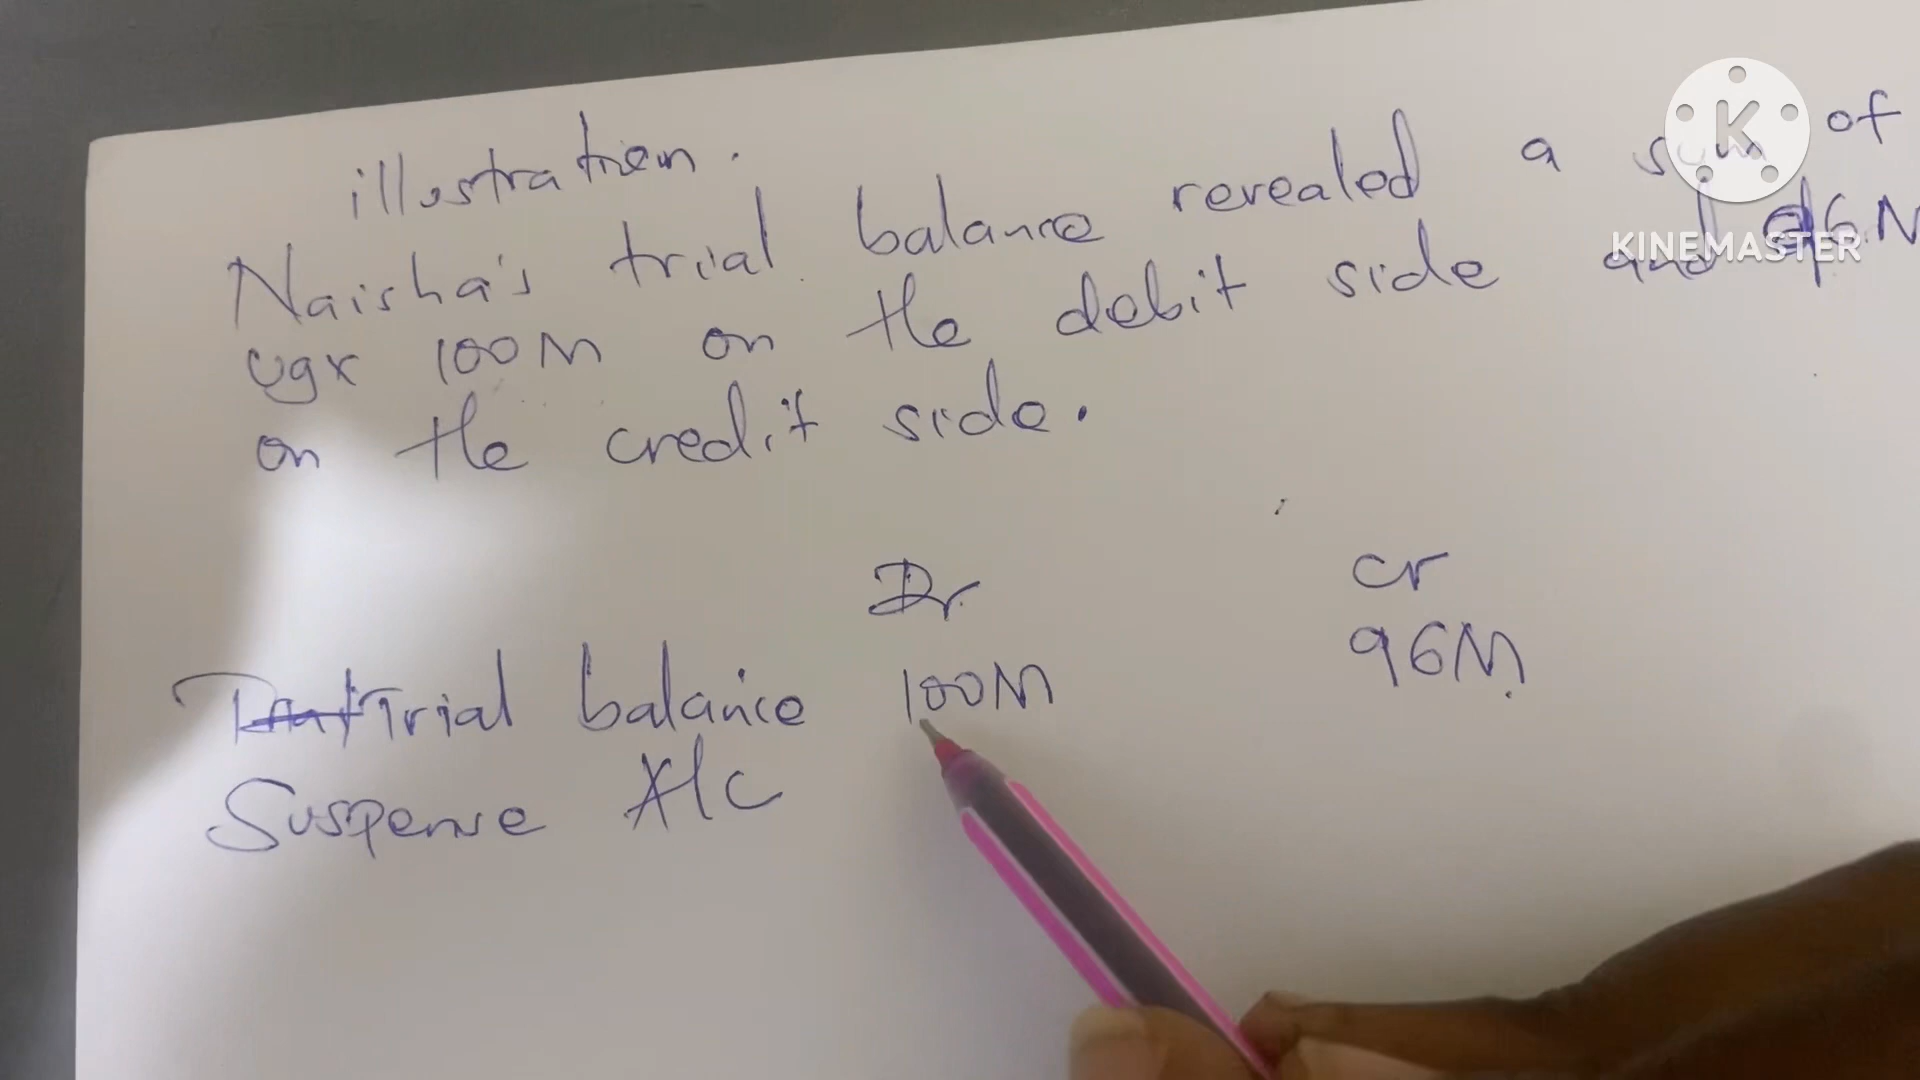 illustration.
Naisha's trial balance revealed a sum of
ugx 100M on the debit side and 96M
on the credit side.
Dr. Cr
Trial balance 100M 96M.
Suspense A/c
K
KINEMASTER